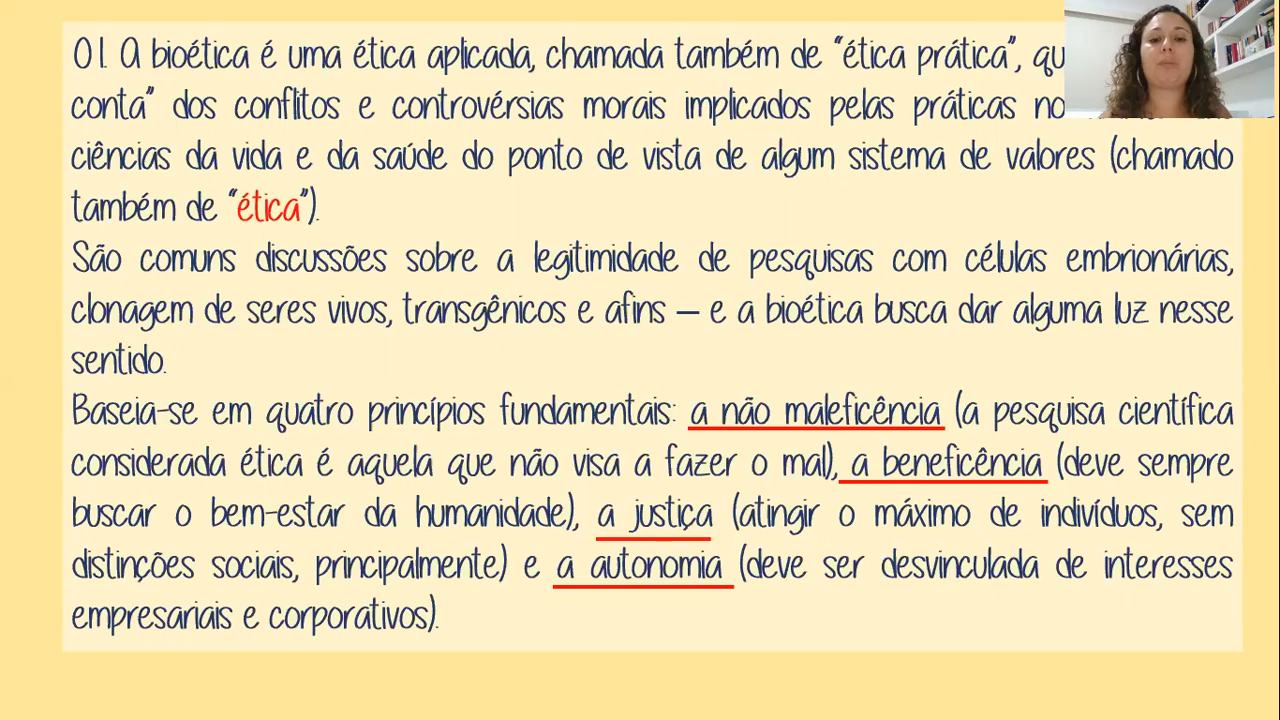 01. A bioética é uma ética aplicada, chamada também de “ética prática”,
conta” dos conflitos e controvérsias morais implicados pelas práticas no
ciências da vida e da saúde do ponto de vista de algum sistema de valores (chamado
também de “ética”).
São comuns discussões sobre a legitimidade de pesquisas com células embrionárias,
clonagem de seres vivos, transgênicos e afins – e a bioética busca dar alguma luz nesse
sentido.
Baseia-se em quatro princípios fundamentais: a não maleficência (a pesquisa científica
considerada ética é aquela que não visa a fazer o mal), a beneficência (deve sempre
buscar o bem-estar da humanidade), a justiça (atingir o máximo de indivíduos, sem
distinções sociais, principalmente) e a autonomia (deve ser desvinculada de interesses
empresariais e corporativos).